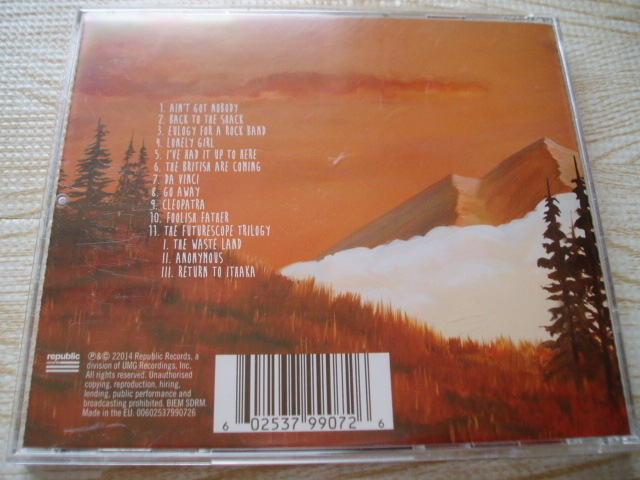 1. AIN'T GOT NOBODY
2. BACK TO THE SHACK
3. EULOGY FOR A ROCK BAND
4. LONELY GIRL
5. I'VE HAD IT UP TO HERE
6. THE BRITISH ARE COMING
7. DA VINCI
8. GO AWAY
9. CLEOPATRA
10. FOOLISH FATHER
11. THE FUTURESCOPE TRILOGY
I. THE WASTE LAND
II. ANONYMOUS
III. RETURN TO ITHAKA
republic
℗&© 22014 Republic Records, a
division of UMG Recordings, Inc.
All rights reserved. Unauthorised
copying, reproduction, hiring,
lending, public performance and
broadcasting prohibited. BIEM SDRM.
Made in the EU. 00602537990726
6 02537 99072 6